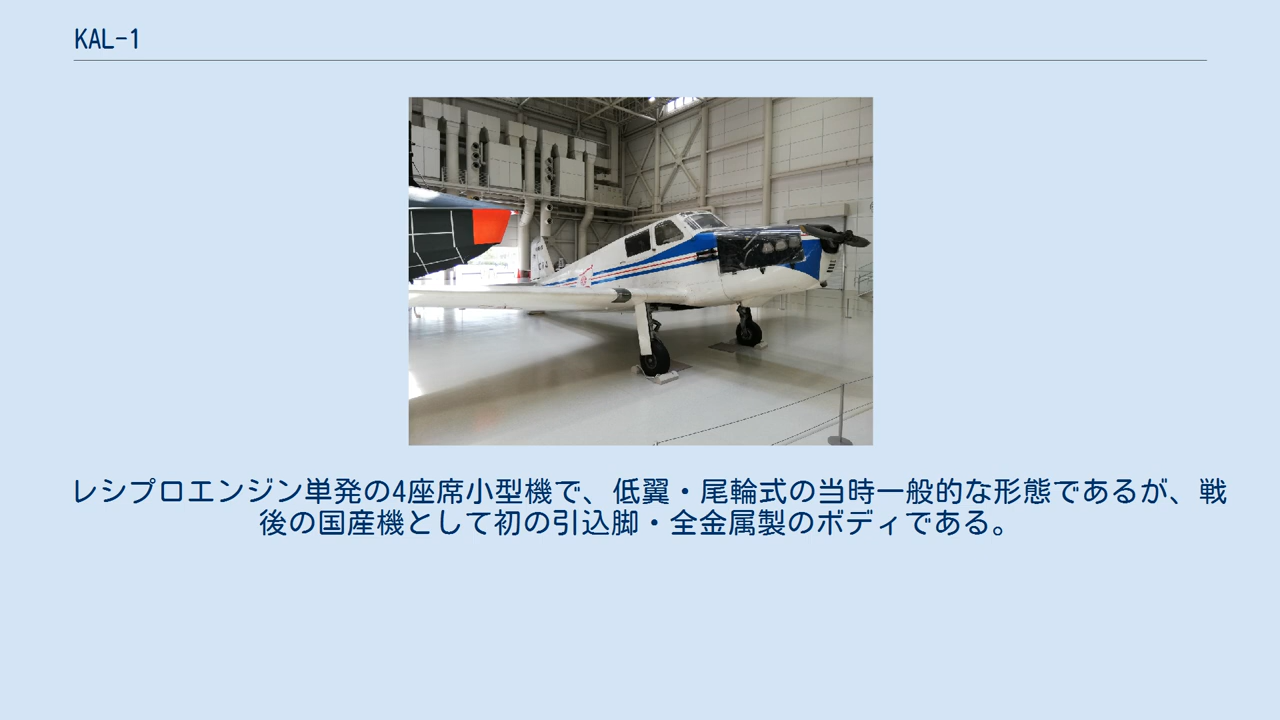 KAL-1
レシプロエンジン単発の4座席小型機で、低翼・尾輪式の当時一般的な形態であるが、戦
後の国産機として初の引込脚・全金属製のボディである。